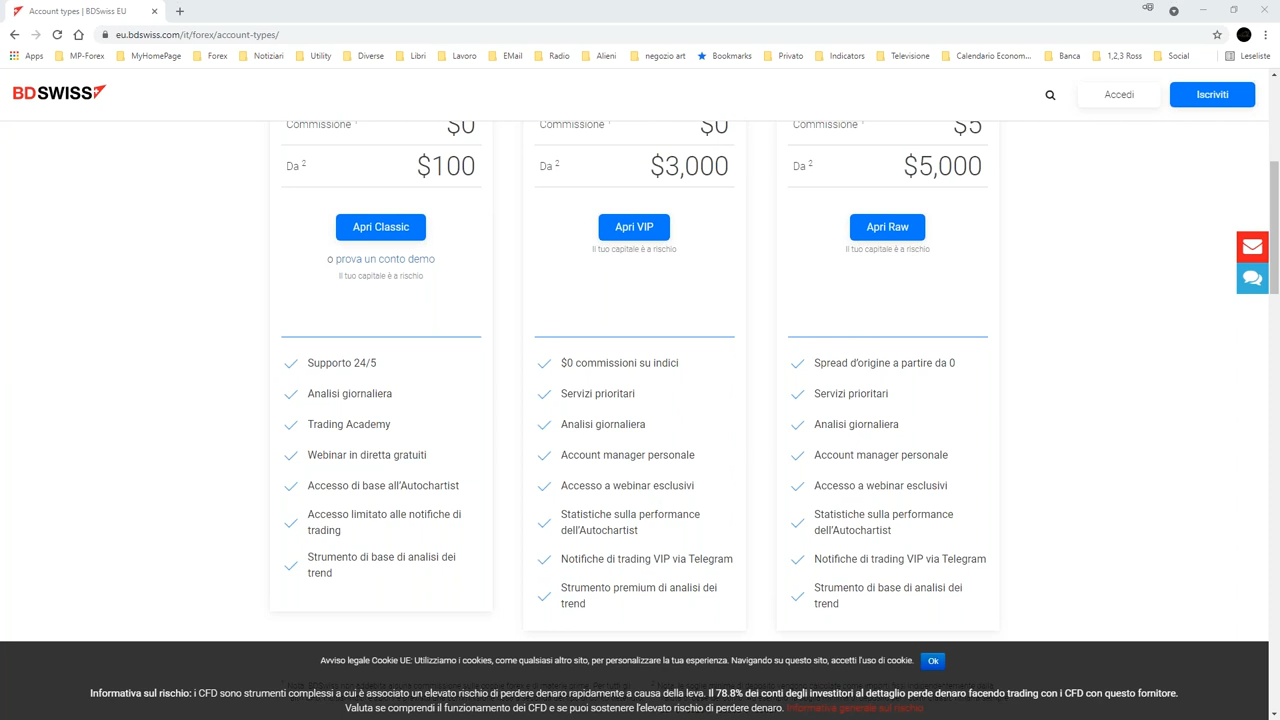 Account types | BDSwiss EU
eu.bdswiss.com/it/forex/account-types/
Apps MP-Forex MyHomePage Forex Notiziari Utility Diverse Libri Lavoro EMail Radio Alieni negozio art Bookmarks Privato Indicators Televisione Calendario Econom... Banca 1,2,3 Ross Social Leseliste
BDSWISS
Accedi
Iscriviti
Commissione 1 $0
Commissione 1 $0
Commissione 1 $5
Da 2 $100
Da 2 $3,000
Da 2 $5,000
Apri Classic
Apri VIP
Apri Raw
Il tuo capitale è a rischio
Il tuo capitale è a rischio
o prova un conto demo
Il tuo capitale è a rischio
Supporto 24/5
Analisi giornaliera
Trading Academy
Webinar in diretta gratuiti
Accesso di base all'Autochartist
Accesso limitato alle notifiche di
trading
Strumento di base di analisi dei
trend
$0 commissioni su indici
Servizi prioritari
Analisi giornaliera
Account manager personale
Accesso a webinar esclusivi
Statistiche sulla performance
dell'Autochartist
Notifiche di trading VIP via Telegram
Strumento premium di analisi dei
trend
Spread d'origine a partire da 0
Servizi prioritari
Analisi giornaliera
Account manager personale
Accesso a webinar esclusivi
Statistiche sulla performance
dell'Autochartist
Notifiche di trading VIP via Telegram
Strumento di base di analisi dei
trend
Avviso legale Cookie UE: Utilizziamo i cookies, come qualsiasi altro sito, per personalizzare la tua esperienza. Navigando su questo sito, accetti l'uso di cookie. Ok
Informativa sul rischio: i CFD sono strumenti complessi a cui è associato un elevato rischio di perdere denaro rapidamente a causa della leva. Il 78.8% dei conti degli investitori al dettaglio perde denaro facendo trading con i CFD con questo fornitore.
Valuta se comprendi il funzionamento dei CFD e se puoi sostenere l'elevato rischio di perdere denaro. Informativa generale sul rischio